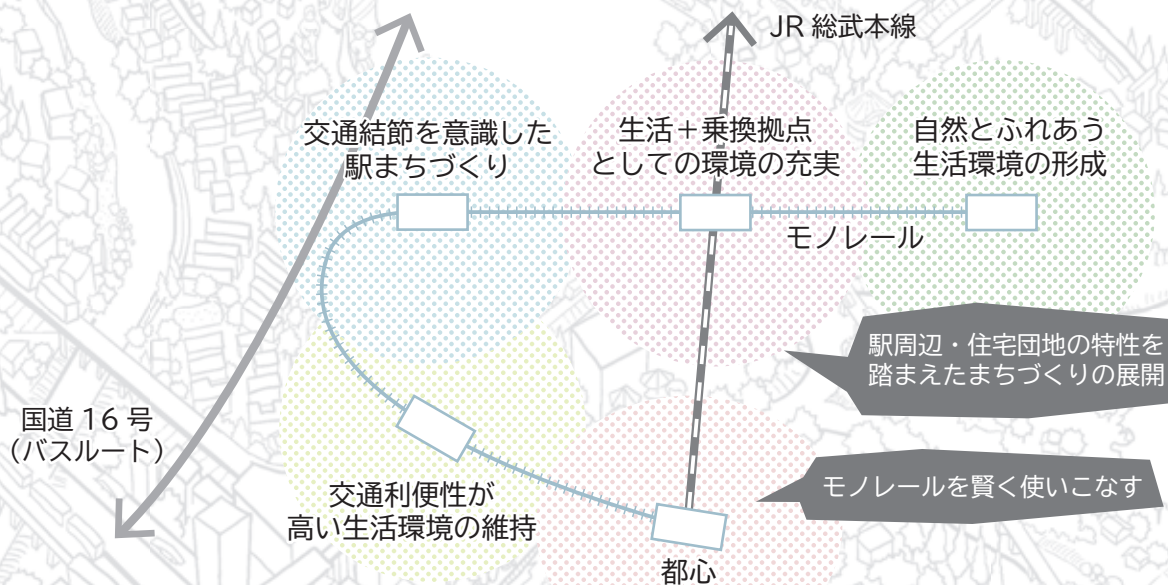 JR 総武本線
交通結節を意識した
駅まちづくり
生活＋乗換拠点
としての環境の充実
自然とふれあう
生活環境の形成
モノレール
駅周辺・住宅団地の特性を
踏まえたまちづくりの展開
国道 16 号
（バスルート）
モノレールを賢く使いこなす
交通利便性が
高い生活環境の維持
都心